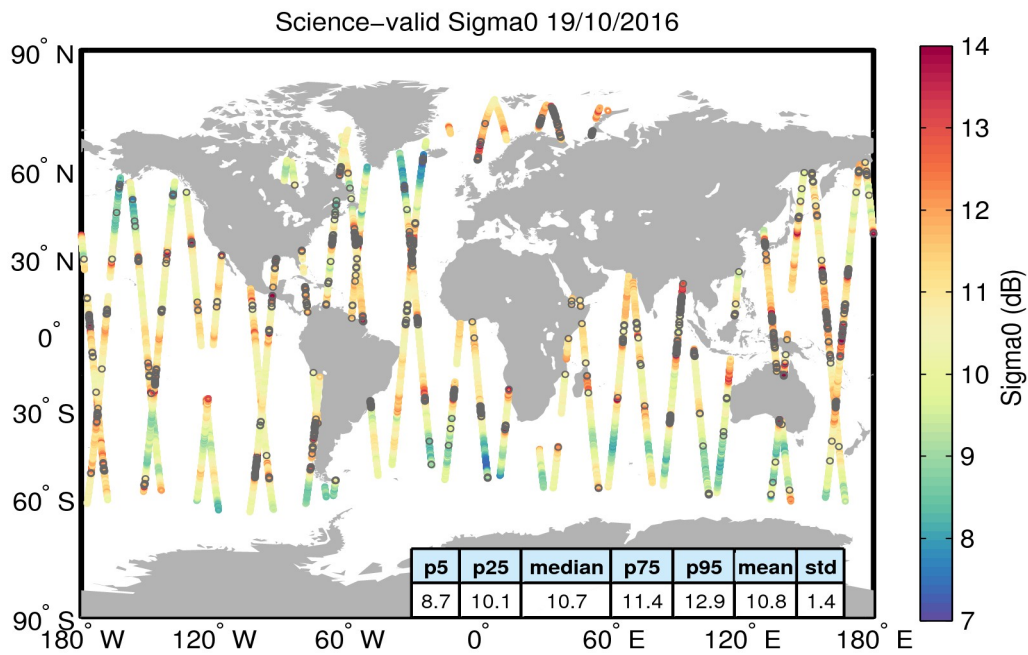 Science−valid Sigma0 19/10/2016
90° N
60° N
30° N
0°
30° S
60° S
90° S
180° W
120° W
60° W
0°
60° E
120° E
180° E
p5 p25 median p75 p95 mean std
8.7 10.1 10.7 11.4 12.9 10.8 1.4
14
13
12
11
10
9
8
7
Sigma0 (dB)